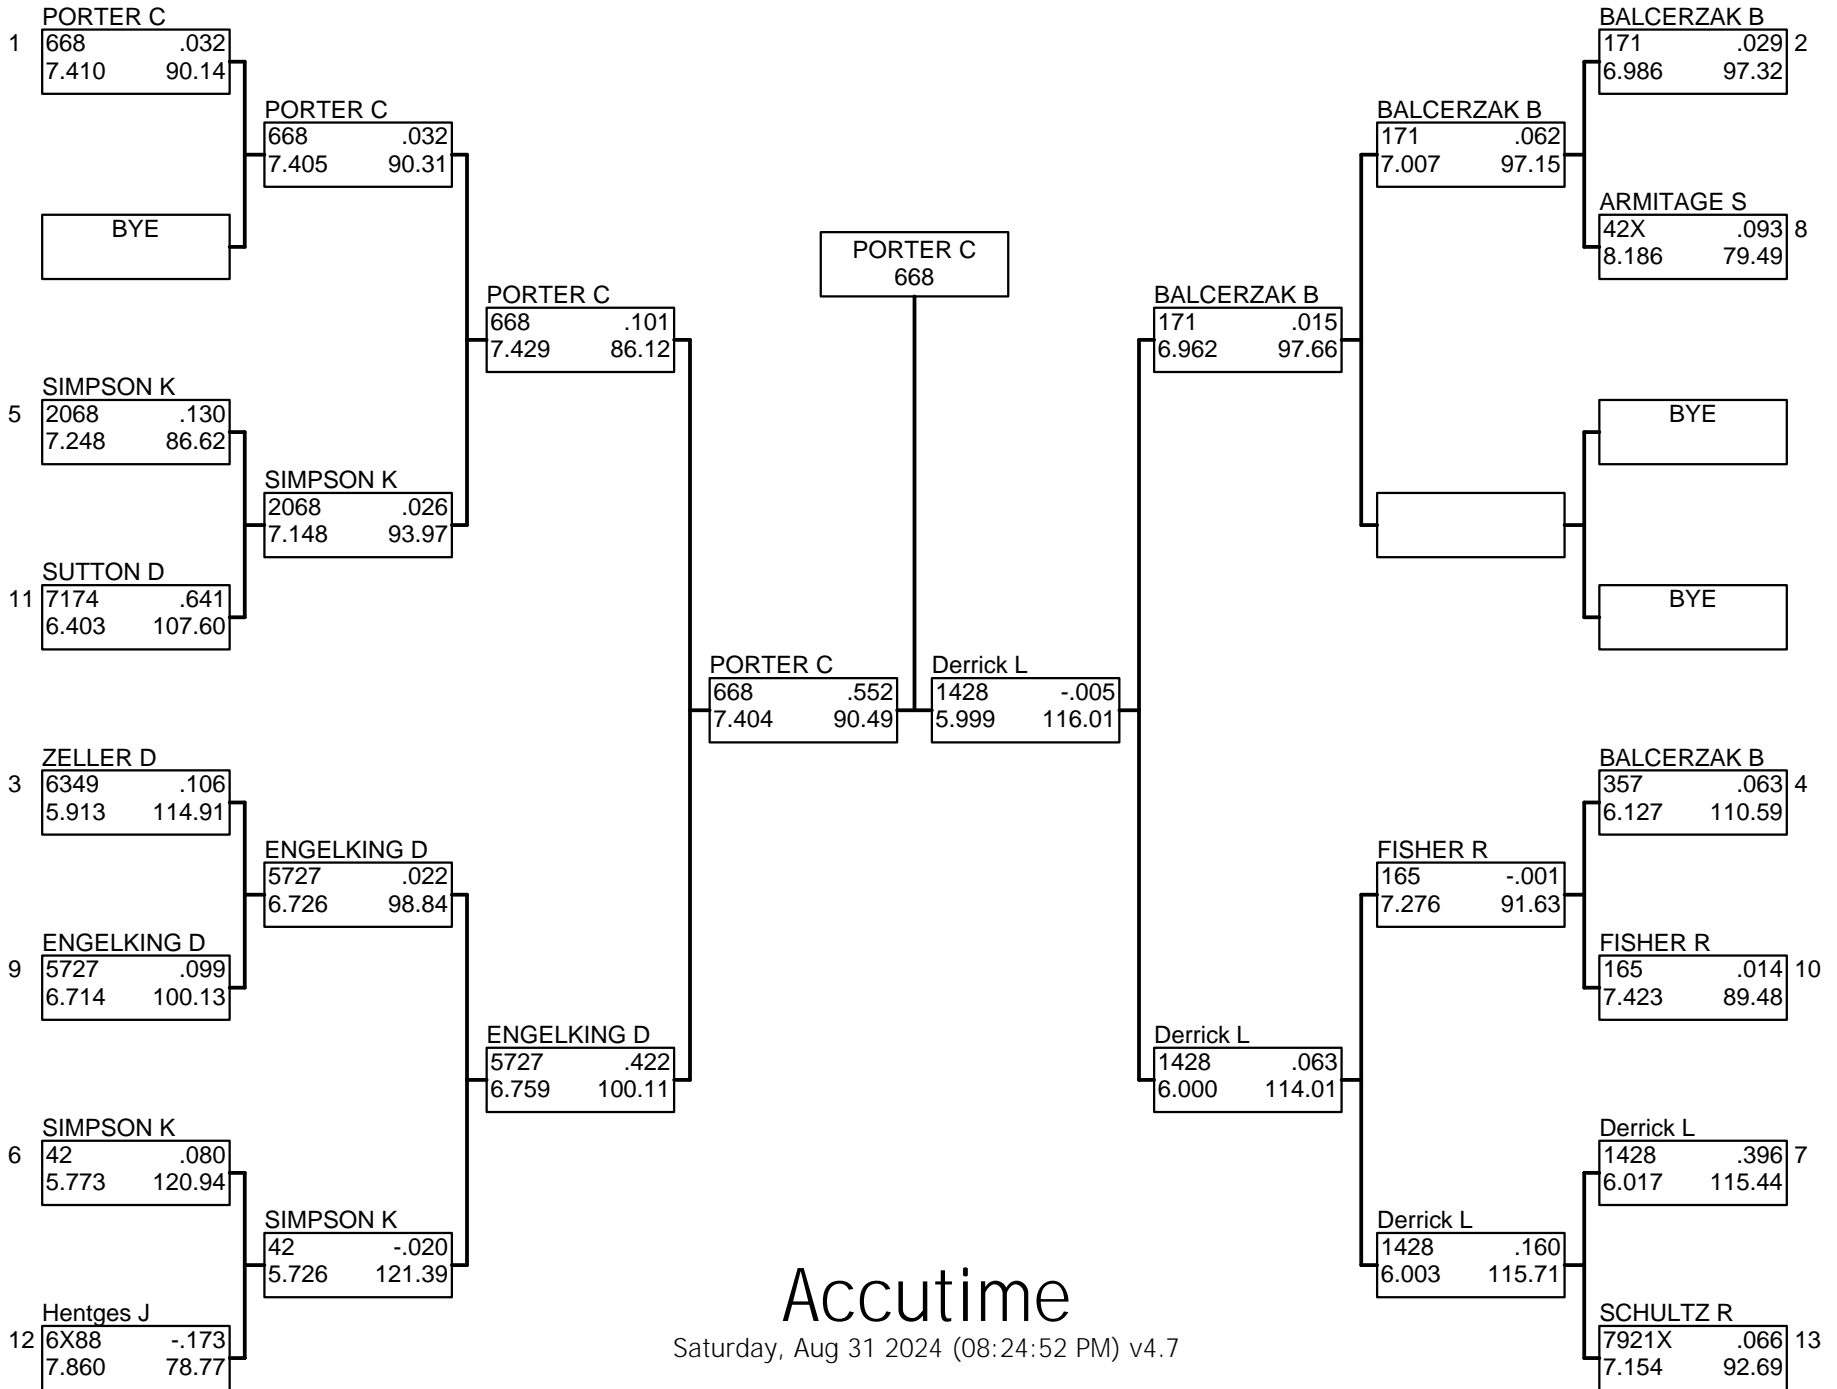 PORTER C
1 668 .032
7.410 90.14
BYE
SIMPSON K
5 2068 .130
7.248 86.62
SUTTON D
11 7174 .641
6.403 107.60
ZELLER D
3 6349 .106
5.913 114.91
ENGELKING D
9 5727 .099
6.714 100.13
SIMPSON K
6 42 .080
5.773 120.94
Hentges J
12 6X88 -.173
7.860 78.77
PORTER C
668 .032
7.405 90.31
SIMPSON K
2068 .026
7.148 93.97
ENGELKING D
5727 .022
6.726 98.84
SIMPSON K
42 -.020
5.726 121.39
PORTER C
668 .101
7.429 86.12
ENGELKING D
5727 .422
6.759 100.11
PORTER C
668 .552
7.404 90.49
PORTER C
668
Derrick L
1428 -.005
5.999 116.01
BALCERZAK B
171 .015
6.962 97.66
Derrick L
1428 .063
6.000 114.01
BALCERZAK B
171 .062
7.007 97.15
FISHER R
165 -.001
7.276 91.63
Derrick L
1428 .160
6.003 115.71
BALCERZAK B
171 .029 2
6.986 97.32
ARMITAGE S
42X .093 8
8.186 79.49
BYE
BYE
BALCERZAK B
357 .063 4
6.127 110.59
FISHER R
165 .014 10
7.423 89.48
Derrick L
1428 .396 7
6.017 115.44
SCHULTZ R
7921X .066 13
7.154 92.69
Accutime
Saturday, Aug 31 2024 (08:24:52 PM) v4.7